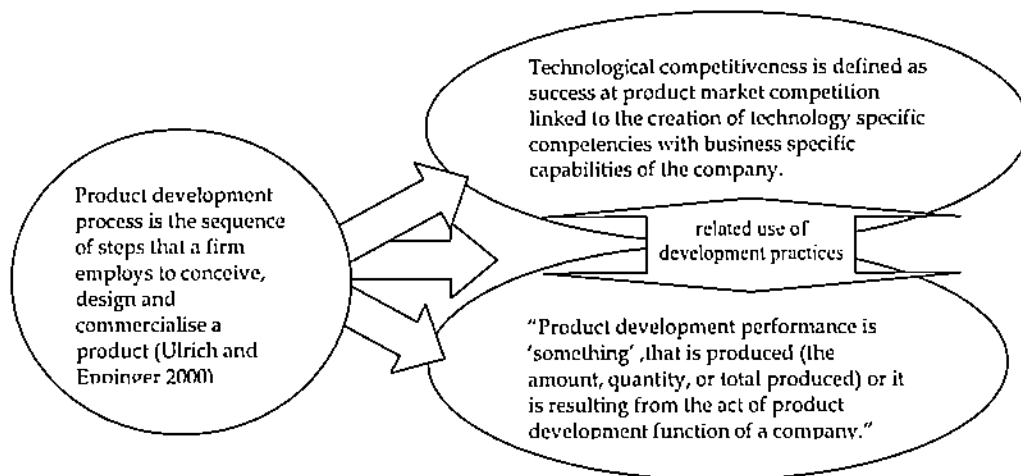 Product development
process is the sequence
of steps that a firm
employs to conceive,
design and
commercialise a
product (Ulrich and
Eppinger 2000)
Technological competitiveness is defined as
success at product market competition
linked to the creation of technology specific
competencies with business specific
capabilities of the company.
related use of
development practices
“Product development performance is
‘something’ ,that is produced (the
amount, quantity, or total produced) or it
is resulting from the act of product
development function of a company.”